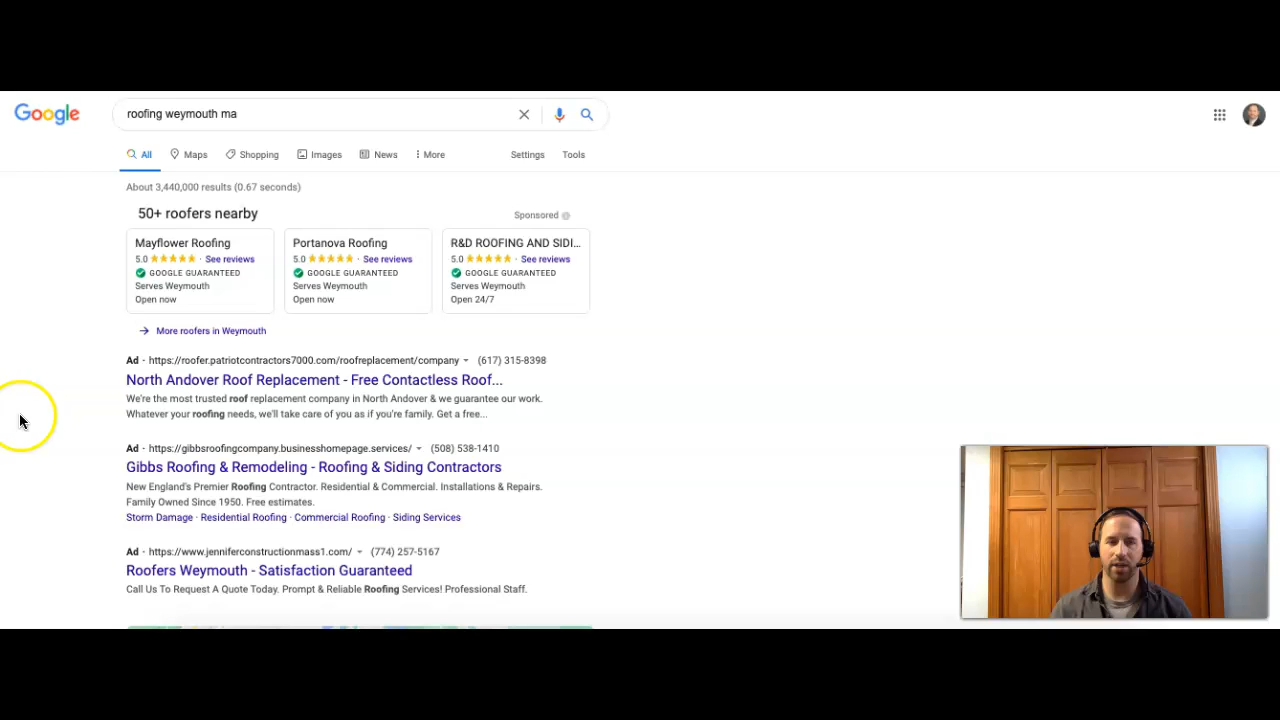 Google
roofing weymouth ma
All Maps Shopping Images News More Settings Tools
About 3,440,000 results (0.67 seconds)
50+ roofers nearby Sponsored
Mayflower Roofing
5.0 See reviews
GOOGLE GUARANTEED
Serves Weymouth
Open now
Portanova Roofing
5.0 See reviews
GOOGLE GUARANTEED
Serves Weymouth
Open now
R&D ROOFING AND SIDI...
5.0 See reviews
GOOGLE GUARANTEED
Serves Weymouth
Open 24/7
More roofers in Weymouth
Ad · https://roofer.patriotcontractors7000.com/roofreplacement/company (617) 315-8398
North Andover Roof Replacement - Free Contactless Roof...
We're the most trusted roof replacement company in North Andover & we guarantee our work.
Whatever your roofing needs, we'll take care of you as if you're family. Get a free...
Ad · https://gibbsroofingcompany.businesshomepage.services/ (508) 538-1410
Gibbs Roofing & Remodeling - Roofing & Siding Contractors
New England's Premier Roofing Contractor. Residential & Commercial. Installations & Repairs.
Family Owned Since 1950. Free estimates.
Storm Damage · Residential Roofing · Commercial Roofing · Siding Services
Ad · https://www.jenniferconstructionmass1.com/ (774) 257-5167
Roofers Weymouth - Satisfaction Guaranteed
Call Us To Request A Quote Today. Prompt & Reliable Roofing Services! Professional Staff.